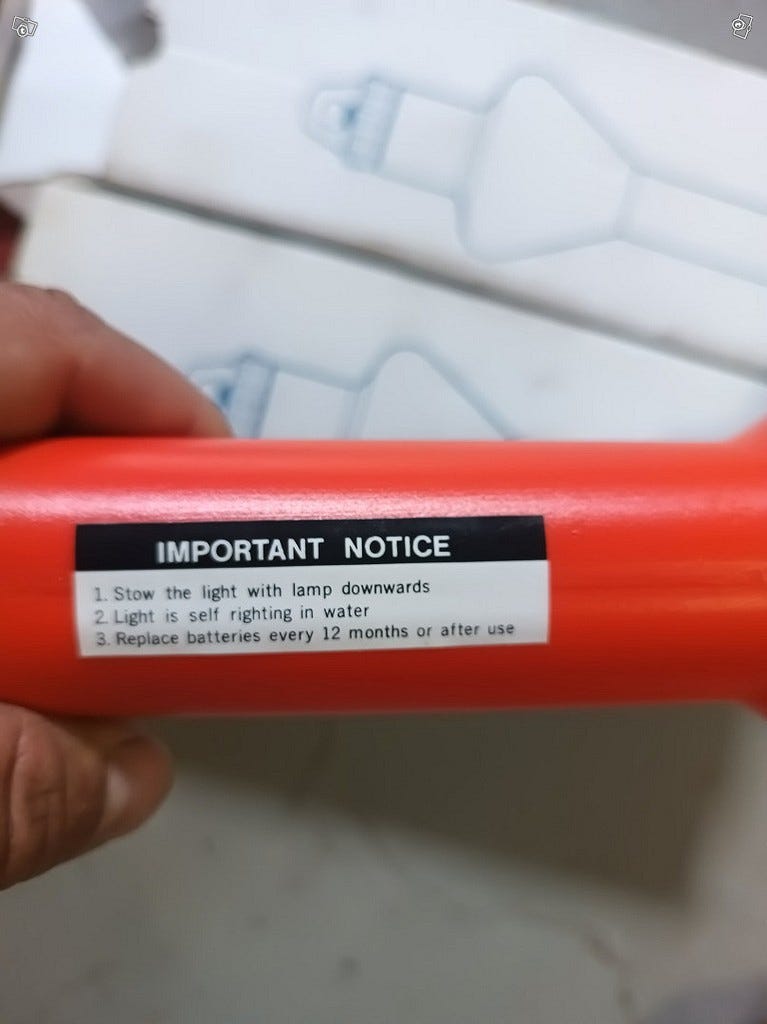 IMPORTANT NOTICE
1. Stow the light with lamp downwards
2. Light is self righting in water
3. Replace batteries every 12 months or after use